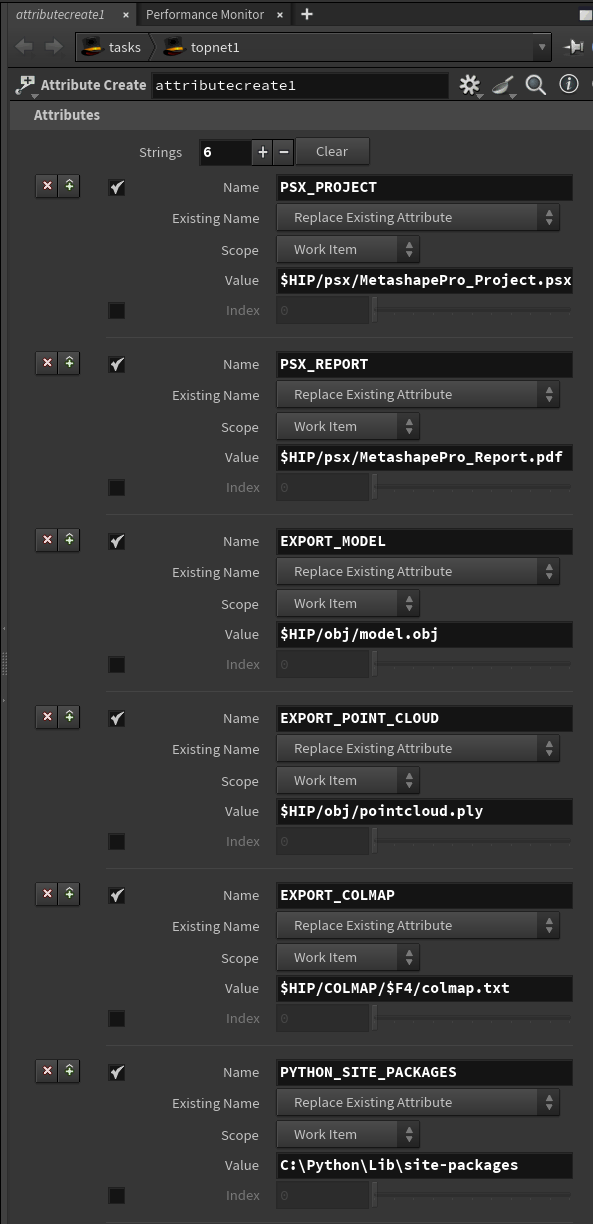 attributecreate1 × Performance Monitor × +
tasks topnet1
Attribute Create attributecreate1
Attributes
Strings 6 + − Clear
Name PSX_PROJECT
Existing Name Replace Existing Attribute
Scope Work Item
Value $HIP/psx/MetashapePro_Project.psx
Index 0
Name PSX_REPORT
Existing Name Replace Existing Attribute
Scope Work Item
Value $HIP/psx/MetashapePro_Report.pdf
Index 0
Name EXPORT_MODEL
Existing Name Replace Existing Attribute
Scope Work Item
Value $HIP/obj/model.obj
Index 0
Name EXPORT_POINT_CLOUD
Existing Name Replace Existing Attribute
Scope Work Item
Value $HIP/obj/pointcloud.ply
Index 0
Name EXPORT_COLMAP
Existing Name Replace Existing Attribute
Scope Work Item
Value $HIP/COLMAP/$F4/colmap.txt
Index 0
Name PYTHON_SITE_PACKAGES
Existing Name Replace Existing Attribute
Scope Work Item
Value C:\Python\Lib\site-packages
Index 0